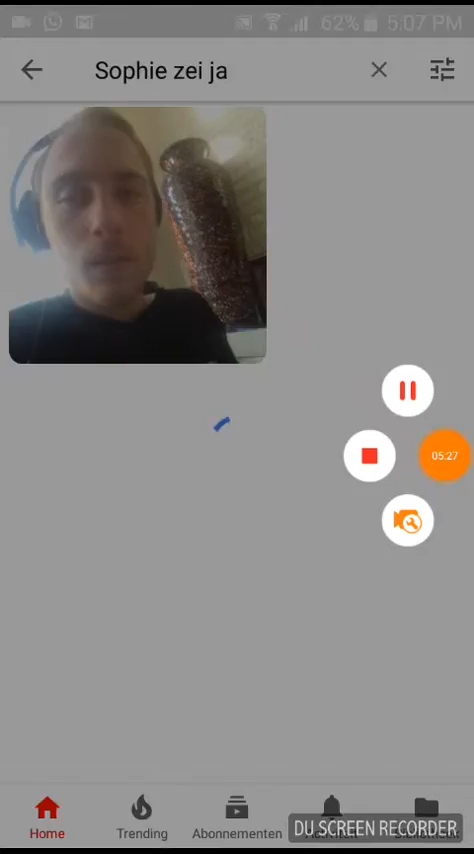 62% 5:07 PM
Sophie zei ja
05:27
Home Trending Abonnementen
DU SCREEN RECORDER